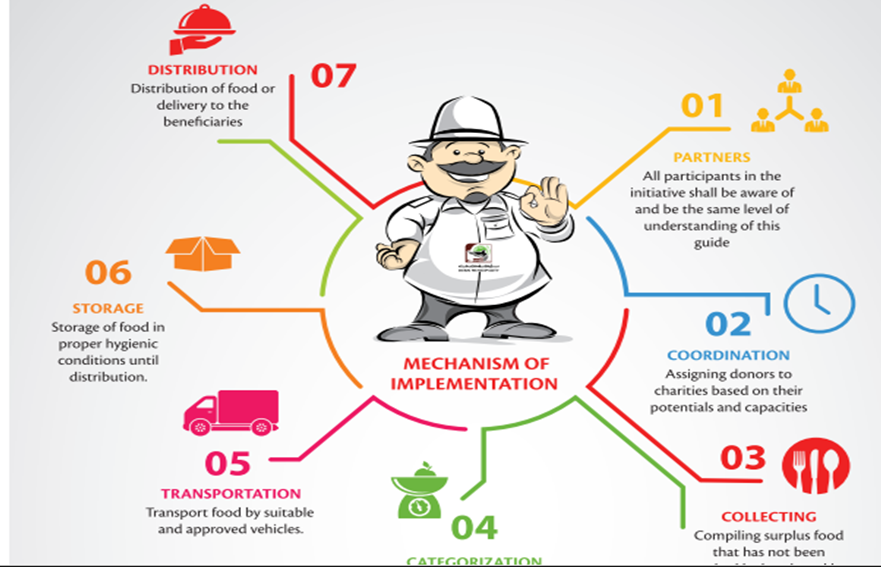 MECHANISM OF
IMPLEMENTATION
01
PARTNERS
All participants in the
initiative shall be aware of
and be the same level of
understanding of this
guide
02
COORDINATION
Assigning donors to
charities based on their
potentials and capacities
03
COLLECTING
Compiling surplus food
that has not been
04
CATEGORIZATION
05
TRANSPORTATION
Transport food by suitable
and approved vehicles.
06
STORAGE
Storage of food in
proper hygienic
conditions until
distribution.
07
DISTRIBUTION
Distribution of food or
delivery to the
beneficiaries